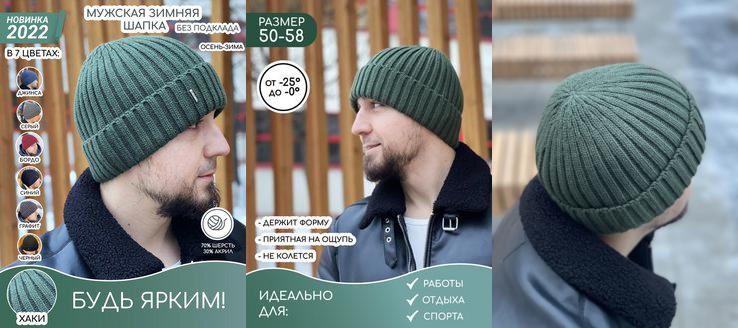 НОВИНКА
2022
МУЖСКАЯ ЗИМНЯЯ
ШАПКА
БЕЗ ПОДКЛАДА
ОСЕНЬ-ЗИМА
В 7 ЦВЕТАХ:
ДЖИНСА
СЕРЫЙ
БОРДО
СИНИЙ
ГРАФИТ
ЧЕРНЫЙ
ХАКИ
70% ШЕРСТЬ
30% АКРИЛ
БУДЬ ЯРКИМ!
РАЗМЕР
50-58
ОТ -25°
ДО -0°
- ДЕРЖИТ ФОРМУ
- ПРИЯТНАЯ НА ОЩУПЬ
- НЕ КОЛЕТСЯ
ИДЕАЛЬНО
ДЛЯ:
РАБОТЫ
ОТДЫХА
СПОРТА